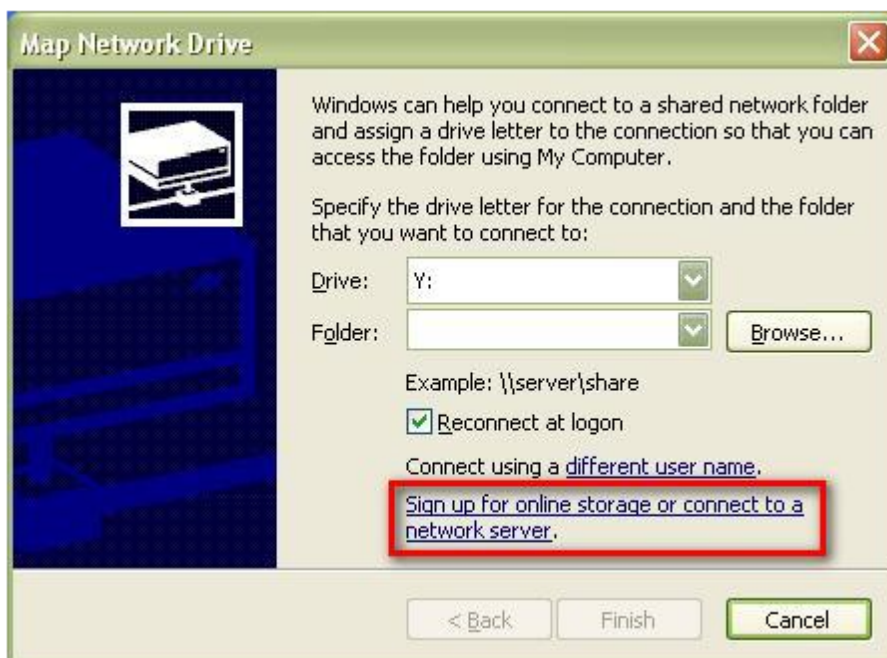 Map Network Drive
Windows can help you connect to a shared network folder
and assign a drive letter to the connection so that you can
access the folder using My Computer.
Specify the drive letter for the connection and the folder
that you want to connect to:
Drive: Y:
Folder: Browse...
Example: \\server\share
Reconnect at logon
Connect using a different user name.
Sign up for online storage or connect to a
network server.
< Back Finish Cancel